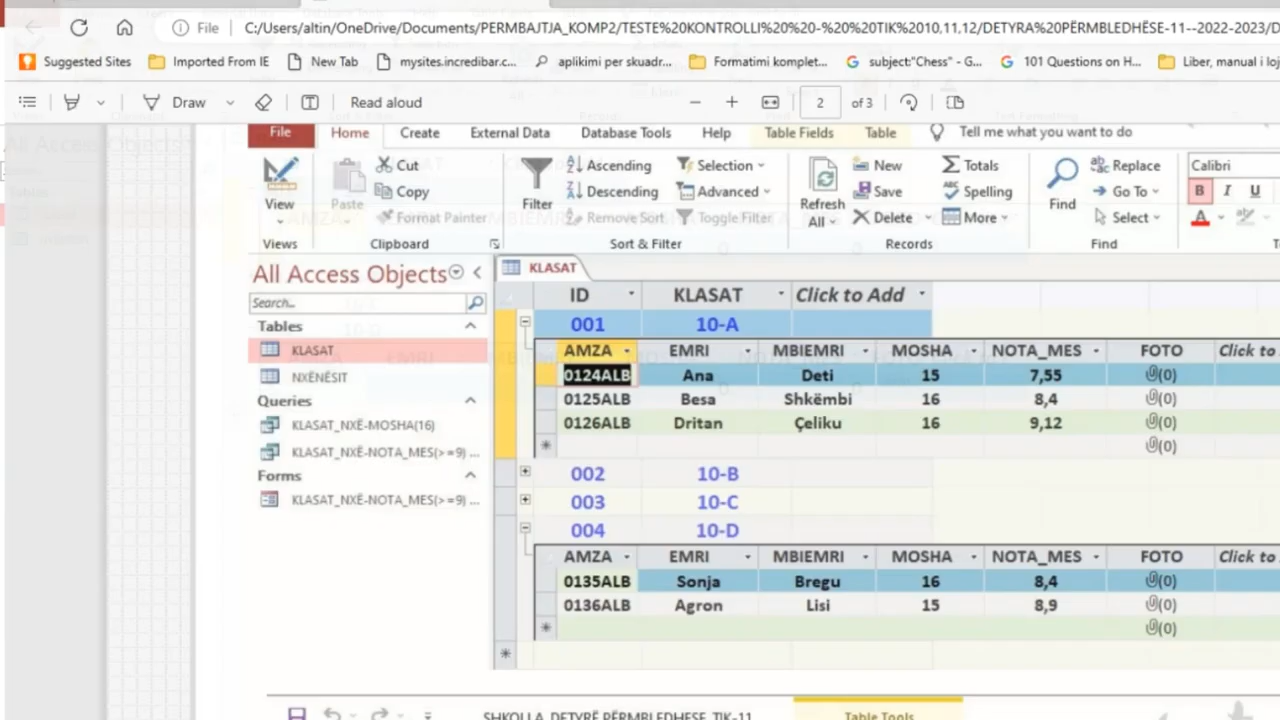 File C:/Users/altin/OneDrive/Documents/PERMBAJTJA_KOMP2/TESTE%20KONTROLLI%20%20-%20%20TIK%2010,11,12/DETYRA%20PËRMBLEDHËSE-11--2022-2023/D
Suggested Sites Imported From IE New Tab mysites.incredibar.c... aplikimi per skuadr... Formatimi komplet... subject:"Chess" - G... 101 Questions on H... Liber, manual i loj
Draw Read aloud 2 of 3
File Home Create External Data Database Tools Help Table Fields Table Tell me what you want to do
Cut Ascending Selection New Totals Replace Calibri
Copy Descending Advanced Save Spelling Go To B I U
View Paste Format Painter Filter Remove Sort Toggle Filter Refresh All Delete More Find Select A
Views Clipboard Sort & Filter Records Find
All Access Objects KLASAT
Search... ID KLASAT Click to Add
Tables 001 10-A
KLASAT AMZA EMRI MBIEMRI MOSHA NOTA_MES FOTO Click to
NXËNËSIT 0124ALB Ana Deti 15 7,55 (0)
Queries 0125ALB Besa Shkëmbi 16 8,4 (0)
KLASAT_NXË-MOSHA(16) 0126ALB Dritan Çeliku 16 9,12 (0)
KLASAT_NXË-NOTA_MES(>=9) ... (0)
Forms 002 10-B
KLASAT_NXË-NOTA_MES(>=9) ... 003 10-C
004 10-D
AMZA EMRI MBIEMRI MOSHA NOTA_MES FOTO Click to
0135ALB Sonja Bregu 16 8,4 (0)
0136ALB Agron Lisi 15 8,9 (0)
(0)
SHKOLLA_DETYRË PËRMBLEDHESE_TIK-11 Table Tools